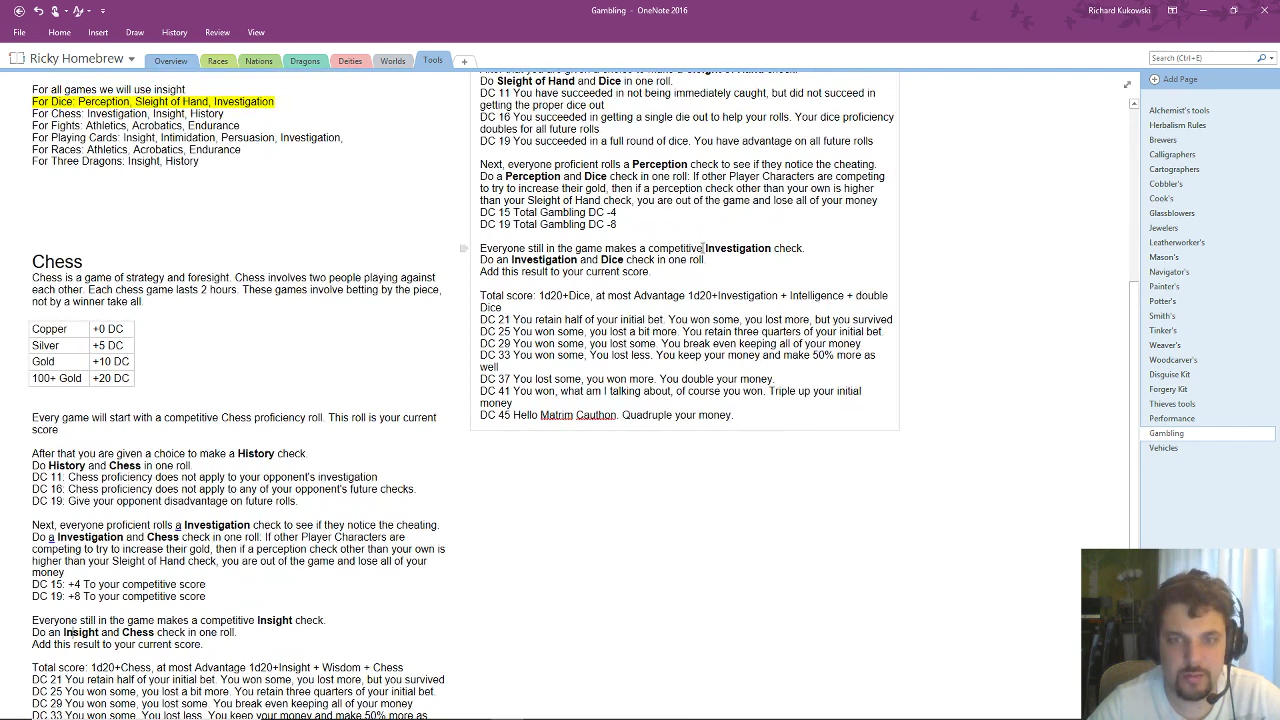 Gambling - OneNote 2016
Richard Kukowski
File Home Insert Draw History Review View
Ricky Homebrew
Overview Races Nations Dragons Deities Worlds Tools
Search (Ctrl+E)
For all games we will use insight
For Dice: Perception, Sleight of Hand, Investigation
For Chess: Investigation, Insight, History
For Fights: Athletics, Acrobatics, Endurance
For Playing Cards: Insight, Intimidation, Persuasion, Investigation,
For Races: Athletics, Acrobatics, Endurance
For Three Dragons: Insight, History
Chess
Chess is a game of strategy and foresight. Chess involves two people playing against
each other. Each chess game lasts 2 hours. These games involve betting by the piece,
not by a winner take all.
Copper +0 DC
Silver +5 DC
Gold +10 DC
100+ Gold +20 DC
Every game will start with a competitive Chess proficiency roll. This roll is your current
score
After that you are given a choice to make a History check.
Do History and Chess in one roll.
DC 11: Chess proficiency does not apply to your opponent's investigation
DC 16: Chess proficiency does not apply to any of your opponent's future checks.
DC 19: Give your opponent disadvantage on future rolls.
Next, everyone proficient rolls a Investigation check to see if they notice the cheating.
Do a Investigation and Chess check in one roll: If other Player Characters are
competing to try to increase their gold, then if a perception check other than your own is
higher than your Sleight of Hand check, you are out of the game and lose all of your
money
DC 15: +4 To your competitive score
DC 19: +8 To your competitive score
Everyone still in the game makes a competitive Insight check.
Do an Insight and Chess check in one roll.
Add this result to your current score.
Total score: 1d20+Chess, at most Advantage 1d20+Insight + Wisdom + Chess
DC 21 You retain half of your initial bet. You won some, you lost more, but you survived
DC 25 You won some, you lost a bit more. You retain three quarters of your initial bet.
DC 29 You won some, you lost some. You break even keeping all of your money
DC 33 You won some, You lost less. You keep your money and make 50% more as
After that you are given a choice to make a Sleight of Hand check.
Do Sleight of Hand and Dice in one roll.
DC 11 You have succeeded in not being immediately caught, but did not succeed in
getting the proper dice out
DC 16 You succeeded in getting a single die out to help your rolls. Your dice proficiency
doubles for all future rolls
DC 19 You succeeded in a full round of dice. You have advantage on all future rolls
Next, everyone proficient rolls a Perception check to see if they notice the cheating.
Do a Perception and Dice check in one roll: If other Player Characters are competing
to try to increase their gold, then if a perception check other than your own is higher
than your Sleight of Hand check, you are out of the game and lose all of your money
DC 15 Total Gambling DC -4
DC 19 Total Gambling DC -8
Everyone still in the game makes a competitive Investigation check.
Do an Investigation and Dice check in one roll.
Add this result to your current score.
Total score: 1d20+Dice, at most Advantage 1d20+Investigation + Intelligence + double
Dice
DC 21 You retain half of your initial bet. You won some, you lost more, but you survived
DC 25 You won some, you lost a bit more. You retain three quarters of your initial bet.
DC 29 You won some, you lost some. You break even keeping all of your money
DC 33 You won some, You lost less. You keep your money and make 50% more as
well
DC 37 You lost some, you won more. You double your money.
DC 41 You won, what am I talking about, of course you won. Triple up your initial
money
DC 45 Hello Matrim Cauthon. Quadruple your money.
Add Page
Alchemist's tools
Herbalism Rules
Brewers
Calligraphers
Cartographers
Cobbler's
Cook's
Glassblowers
Jewelers
Leatherworker's
Mason's
Navigator's
Painter's
Potter's
Smith's
Tinker's
Weaver's
Woodcarver's
Disguise Kit
Forgery Kit
Thieves tools
Performance
Gambling
Vehicles